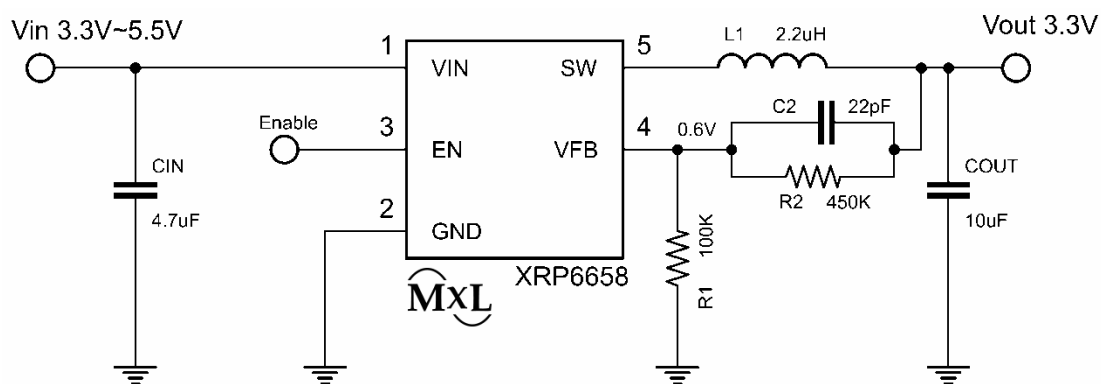 Vin 3.3V~5.5V
Vout 3.3V
1
VIN
SW
5
L1
2.2uH
Enable
3
EN
VFB
4
0.6V
C2
22pF
R2
450K
CIN
4.7uF
2
GND
R1
100K
COUT
10uF
XRP6658
MXL